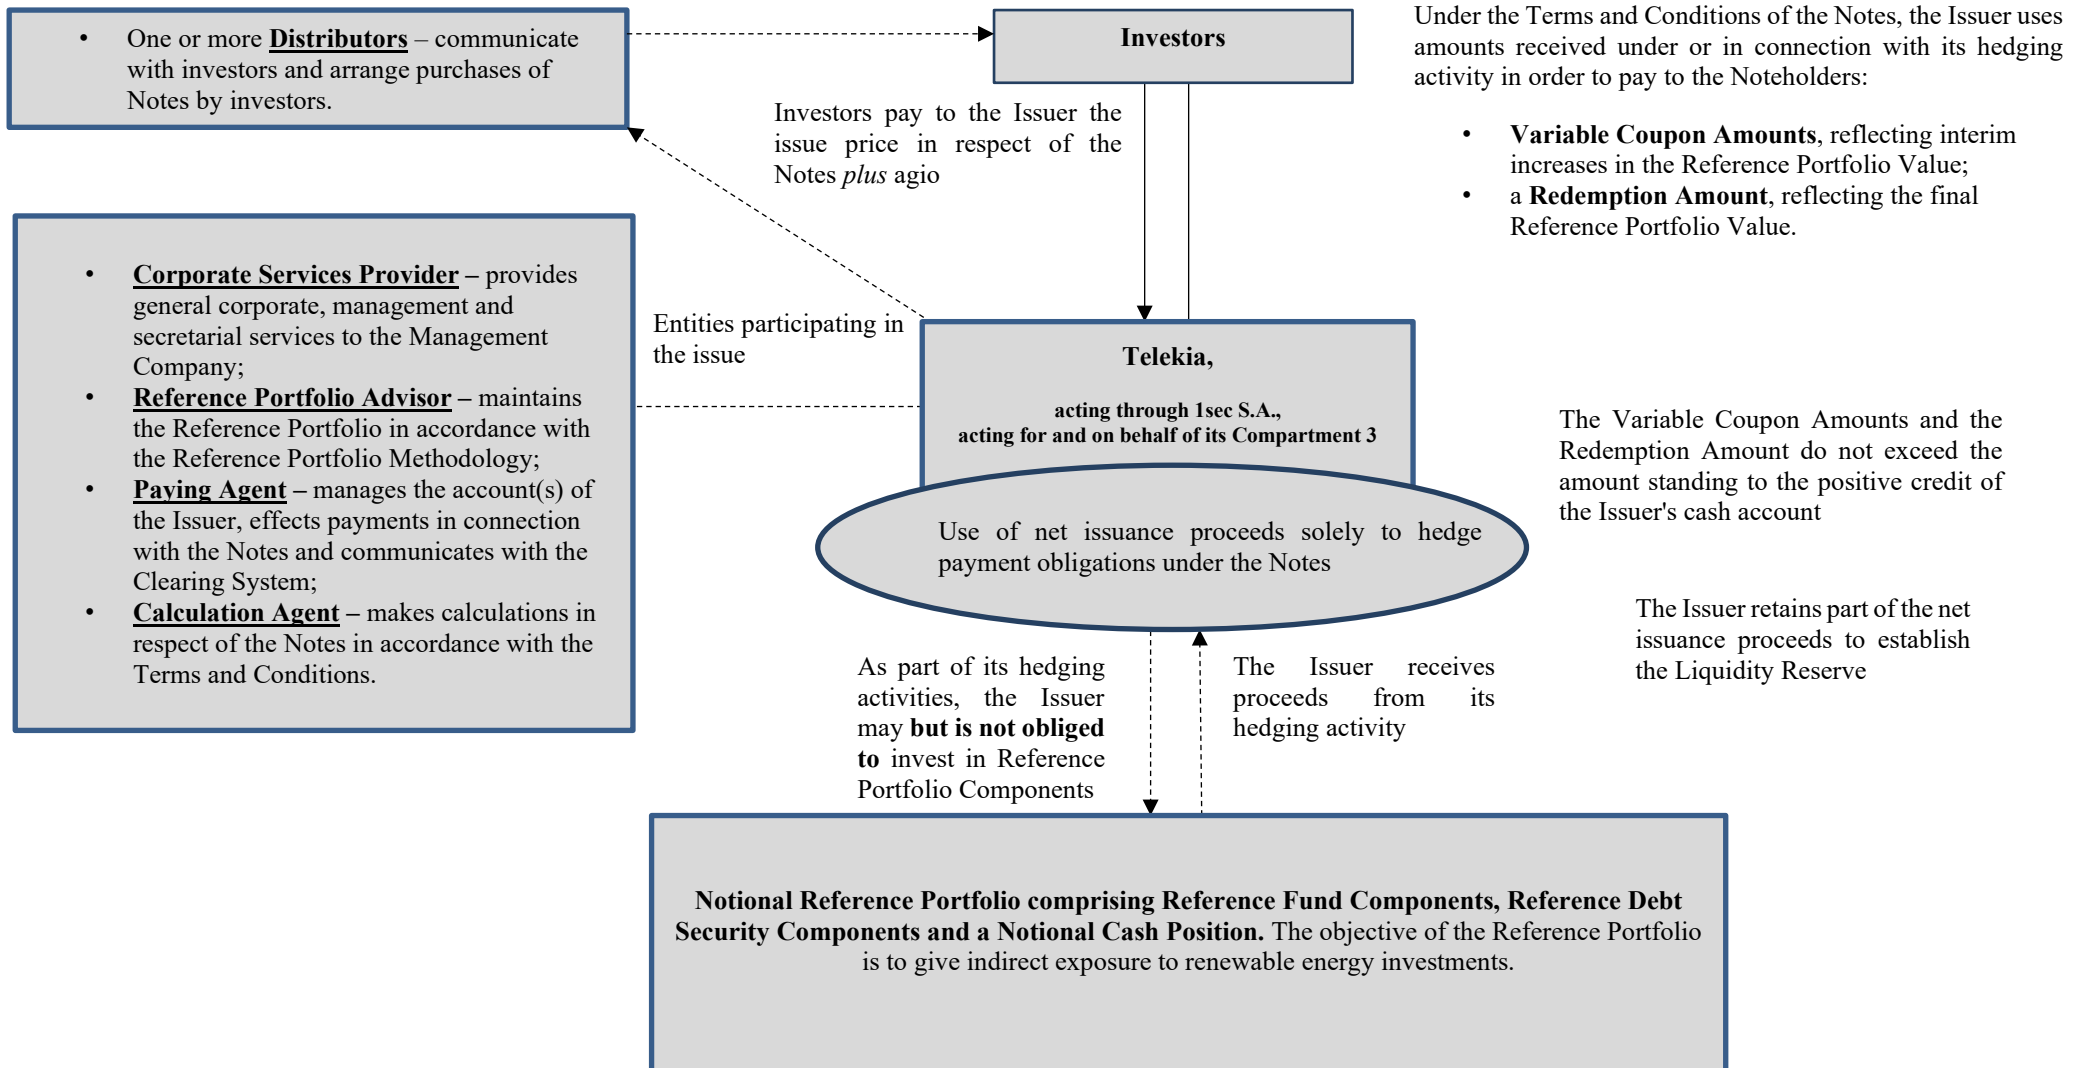 • One or more Distributors – communicate
with investors and arrange purchases of
Notes by investors.
Investors
Under the Terms and Conditions of the Notes, the Issuer uses
amounts received under or in connection with its hedging
activity in order to pay to the Noteholders:
• Variable Coupon Amounts, reflecting interim
increases in the Reference Portfolio Value;
• a Redemption Amount, reflecting the final
Reference Portfolio Value.
Investors pay to the Issuer the
issue price in respect of the
Notes plus agio
• Corporate Services Provider – provides
general corporate, management and
secretarial services to the Management
Company;
• Reference Portfolio Advisor – maintains
the Reference Portfolio in accordance with
the Reference Portfolio Methodology;
• Paying Agent – manages the account(s) of
the Issuer, effects payments in connection
with the Notes and communicates with the
Clearing System;
• Calculation Agent – makes calculations in
respect of the Notes in accordance with the
Terms and Conditions.
Entities participating in
the issue
Telekia,
acting through 1sec S.A.,
acting for and on behalf of its Compartment 3
Use of net issuance proceeds solely to hedge
payment obligations under the Notes
The Variable Coupon Amounts and the
Redemption Amount do not exceed the
amount standing to the positive credit of
the Issuer's cash account
The Issuer retains part of the net
issuance proceeds to establish
the Liquidity Reserve
As part of its hedging
activities, the Issuer
may but is not obliged
to invest in Reference
Portfolio Components
The Issuer receives
proceeds from its
hedging activity
Notional Reference Portfolio comprising Reference Fund Components, Reference Debt
Security Components and a Notional Cash Position. The objective of the Reference Portfolio
is to give indirect exposure to renewable energy investments.